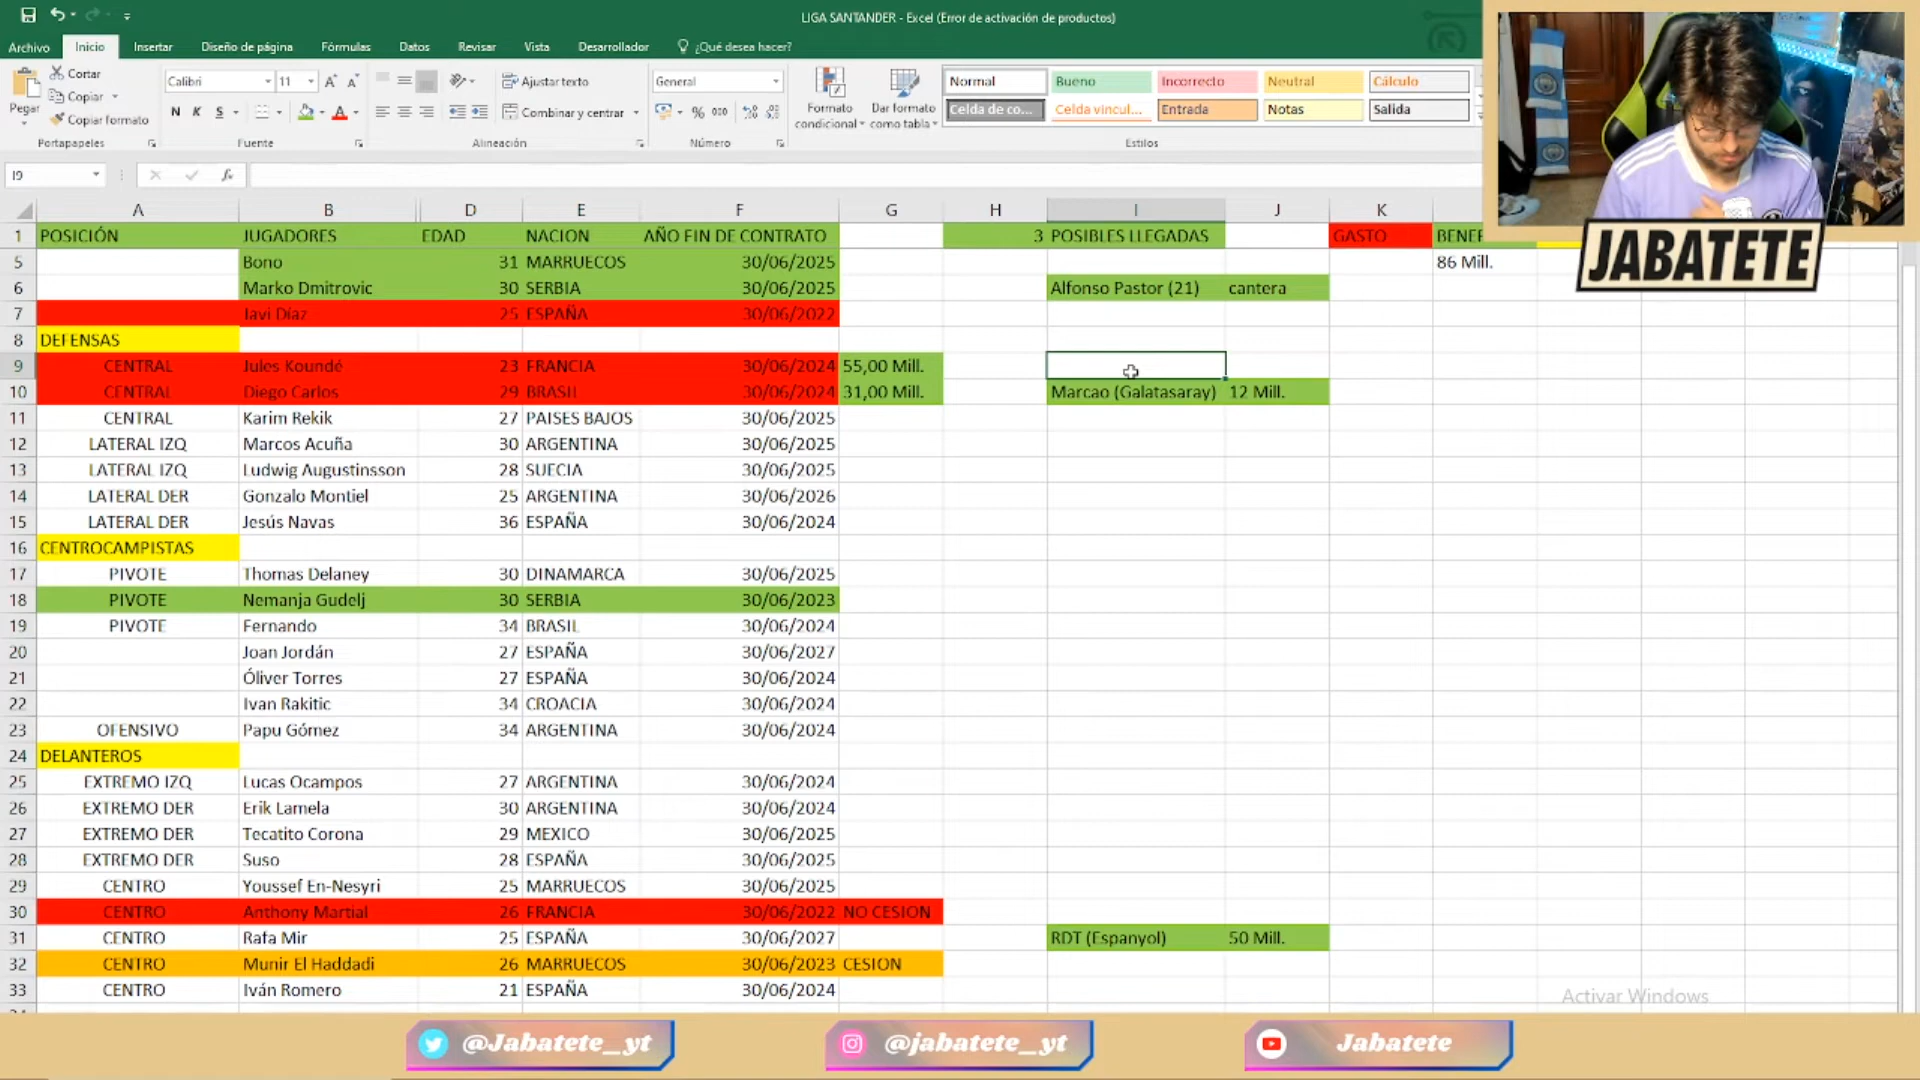 LIGA SANTANDER - Excel (Error de activación de productos)
Archivo Inicio Insertar Diseño de página Fórmulas Datos Revisar Vista Desarrollador ¿Qué desea hacer?
Pegar Cortar
Copiar
Copiar formato
Portapapeles
Calibri 11
N K S
Fuente
Ajustar texto
Combinar y centrar
Alineación
General
% 000
Número
Formato condicional
Dar formato como tabla
Normal Bueno Incorrecto Neutral Cálculo
Celda de co... Celda vincul... Entrada Notas Salida
Estilos
I9 fx
A B D E F G H I J K
1 POSICIÓN JUGADORES EDAD NACION AÑO FIN DE CONTRATO 3 POSIBLES LLEGADAS GASTO BENEF
5 Bono 31 MARRUECOS 30/06/2025 86 Mill.
6 Marko Dmitrovic 30 SERBIA 30/06/2025 Alfonso Pastor (21) cantera
7 Javi Díaz 25 ESPAÑA 30/06/2022
8 DEFENSAS
9 CENTRAL Jules Koundé 23 FRANCIA 30/06/2024 55,00 Mill.
10 CENTRAL Diego Carlos 29 BRASIL 30/06/2024 31,00 Mill. Marcao (Galatasaray) 12 Mill.
11 CENTRAL Karim Rekik 27 PAISES BAJOS 30/06/2025
12 LATERAL IZQ Marcos Acuña 30 ARGENTINA 30/06/2025
13 LATERAL IZQ Ludwig Augustinsson 28 SUECIA 30/06/2025
14 LATERAL DER Gonzalo Montiel 25 ARGENTINA 30/06/2026
15 LATERAL DER Jesús Navas 36 ESPAÑA 30/06/2024
16 CENTROCAMPISTAS
17 PIVOTE Thomas Delaney 30 DINAMARCA 30/06/2025
18 PIVOTE Nemanja Gudelj 30 SERBIA 30/06/2023
19 PIVOTE Fernando 34 BRASIL 30/06/2024
20 Joan Jordán 27 ESPAÑA 30/06/2027
21 Óliver Torres 27 ESPAÑA 30/06/2024
22 Ivan Rakitic 34 CROACIA 30/06/2024
23 OFENSIVO Papu Gómez 34 ARGENTINA 30/06/2024
24 DELANTEROS
25 EXTREMO IZQ Lucas Ocampos 27 ARGENTINA 30/06/2024
26 EXTREMO DER Erik Lamela 30 ARGENTINA 30/06/2024
27 EXTREMO DER Tecatito Corona 29 MEXICO 30/06/2025
28 EXTREMO DER Suso 28 ESPAÑA 30/06/2025
29 CENTRO Youssef En-Nesyri 25 MARRUECOS 30/06/2025
30 CENTRO Anthony Martial 26 FRANCIA 30/06/2022 NO CESION
31 CENTRO Rafa Mir 25 ESPAÑA 30/06/2027 RDT (Espanyol) 50 Mill.
32 CENTRO Munir El Haddadi 26 MARRUECOS 30/06/2023 CESION
33 CENTRO Iván Romero 21 ESPAÑA 30/06/2024
JABATETE
Activar Windows
@Jabatete_yt @jabatete_yt Jabatete